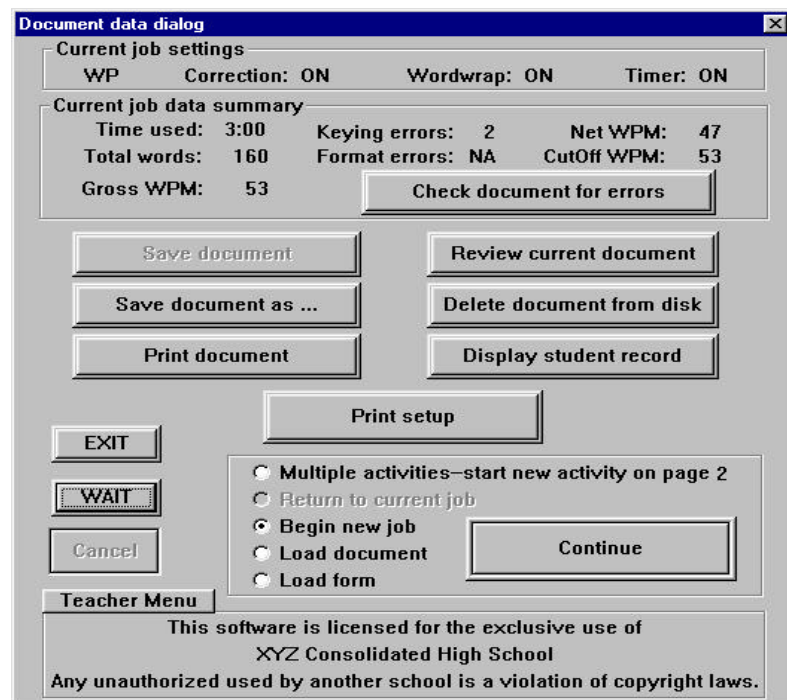 Document data dialog
Current job settings
WP Correction: ON Wordwrap: ON Timer: ON
Current job data summary
Time used: 3:00 Keying errors: 2 Net WPM: 47
Total words: 160 Format errors: NA CutOff WPM: 53
Gross WPM: 53 Check document for errors
Save document Review current document
Save document as ... Delete document from disk
Print document Display student record
Print setup
EXIT
WAIT
Cancel
Multiple activities—start new activity on page 2
Return to current job
Begin new job
Load document
Load form
Continue
Teacher Menu
This software is licensed for the exclusive use of
XYZ Consolidated High School
Any unauthorized used by another school is a violation of copyright laws.